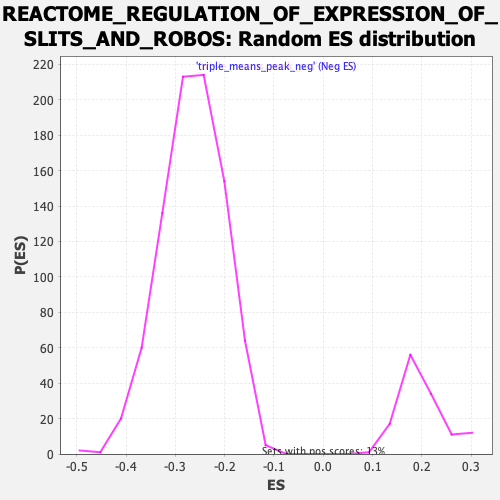 REACTOME_REGULATION_OF_EXPRESSION_OF_
SLITS_AND_ROBOS: Random ES distribution
'triple_means_peak_neg' (Neg ES)
220
200
180
160
140
120
100
80
60
40
20
0
P(ES)
Sets with pos scores: 13%
-0.5 -0.4 -0.3 -0.2 -0.1 0.0 0.1 0.2 0.3
ES